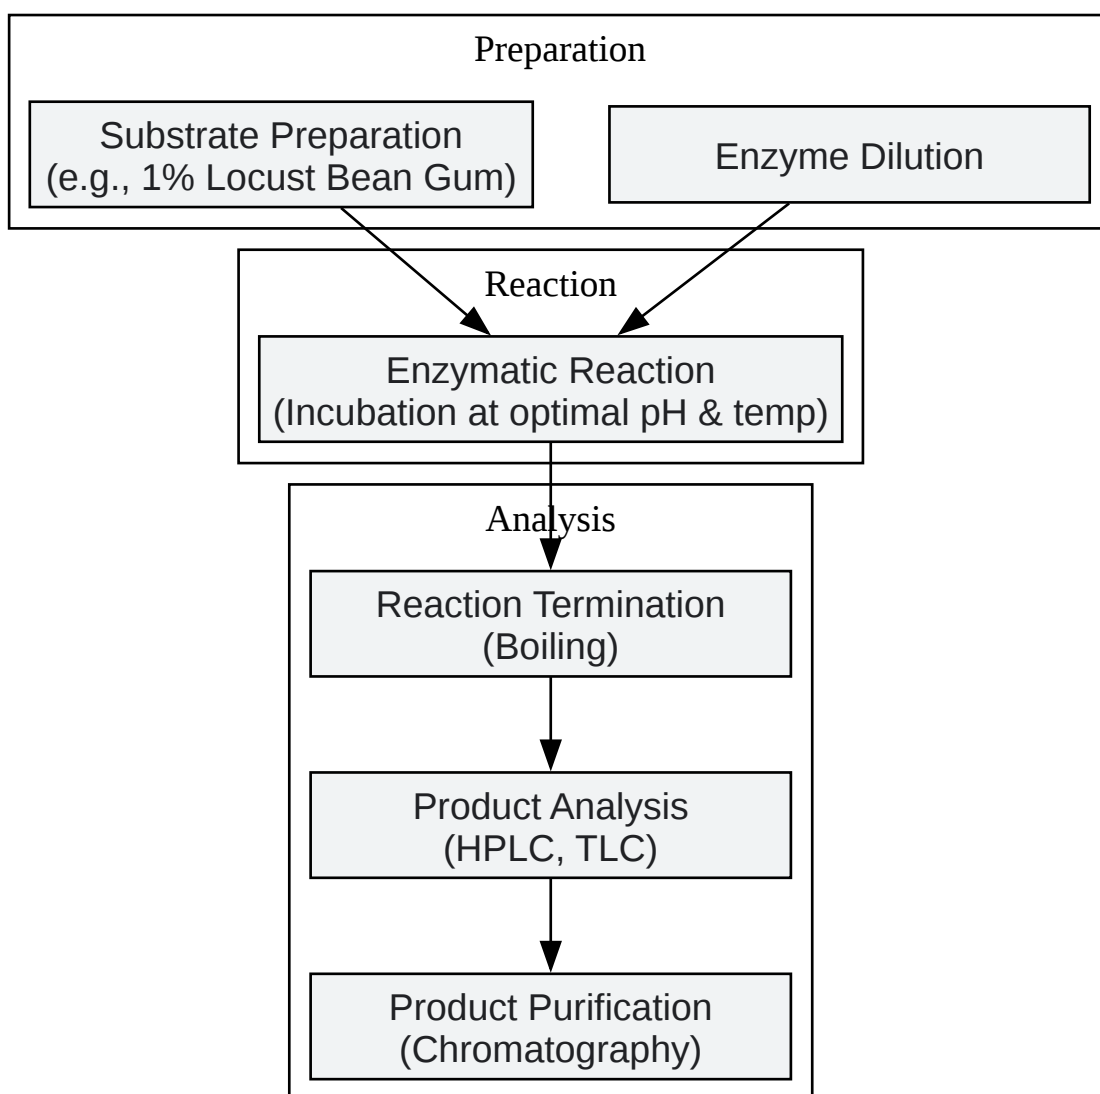 Preparation
Substrate Preparation
(e.g., 1% Locust Bean Gum)
Enzyme Dilution
Reaction
Enzymatic Reaction
(Incubation at optimal pH & temp)
Analysis
Reaction Termination
(Boiling)
Product Analysis
(HPLC, TLC)
Product Purification
(Chromatography)